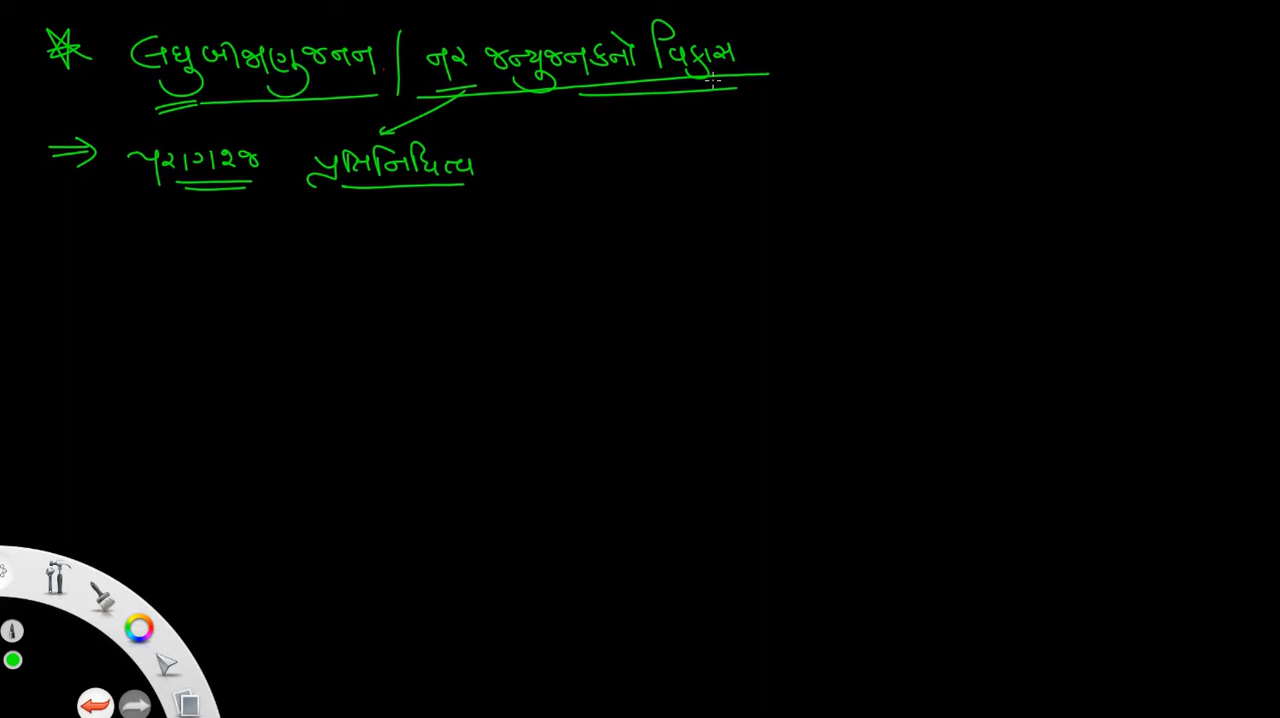 * લઘુબીજાણુજનન / નર જન્યુજનકનો વિકાસ
⇒ પરાગરજ પ્રતિનિધિત્વ